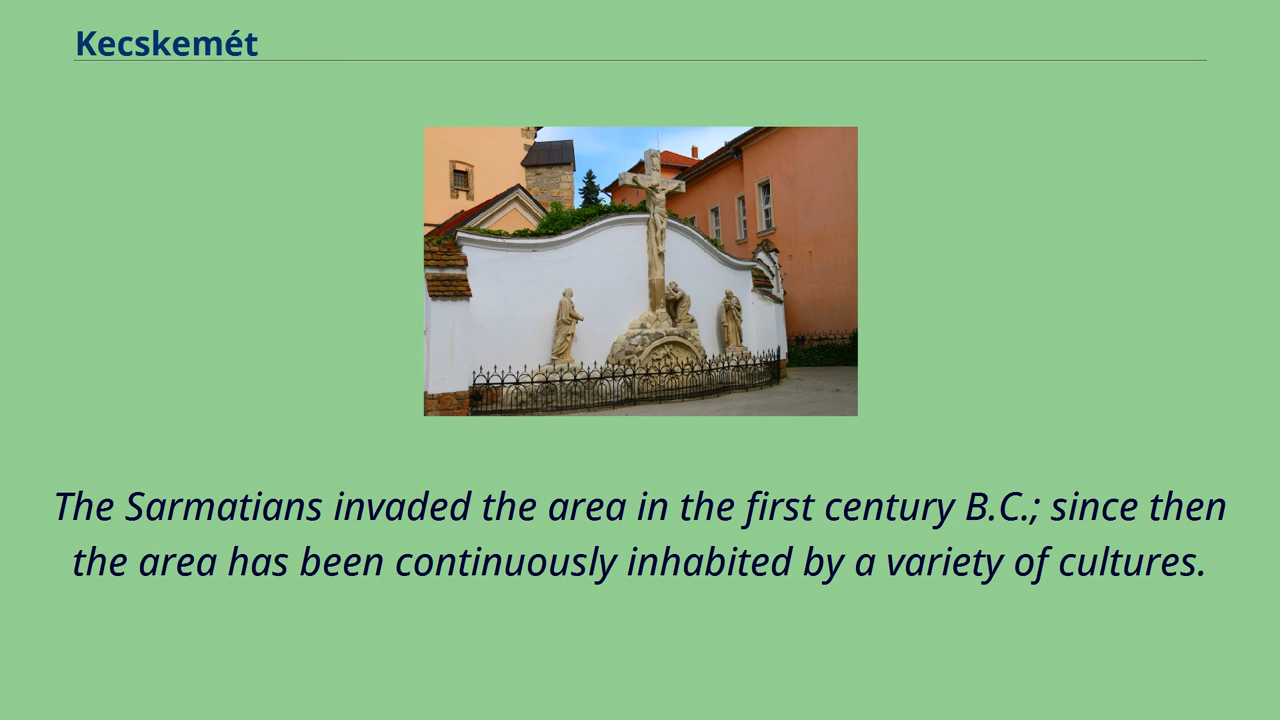 Kecskemét
The Sarmatians invaded the area in the first century B.C.; since then
the area has been continuously inhabited by a variety of cultures.